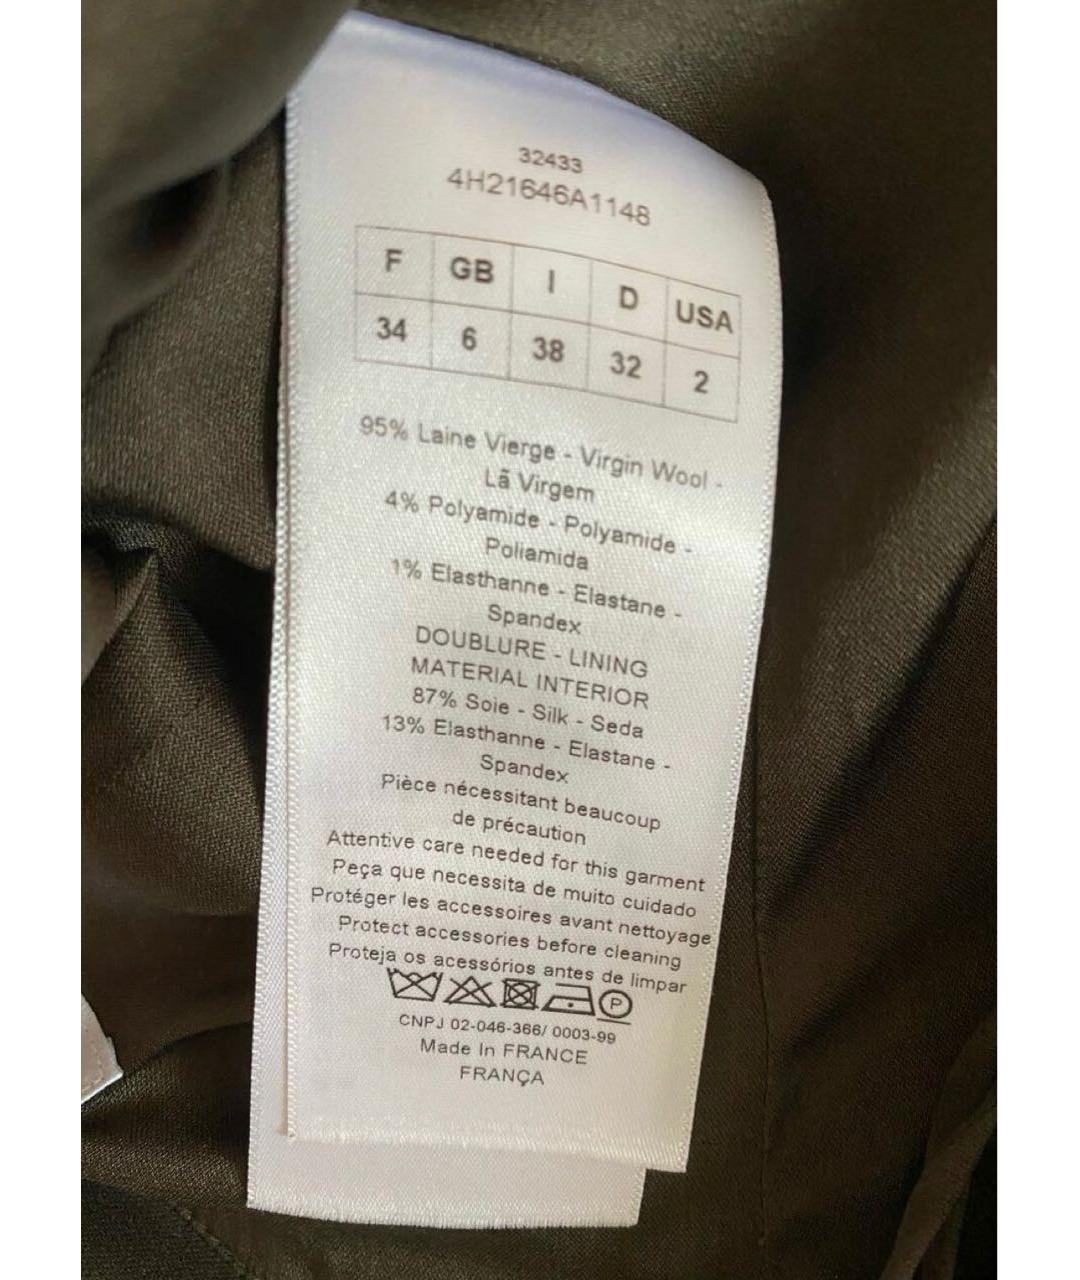 32433
4H21646A1148
F GB I D USA
34 6 38 32 2
95% Laine Vierge - Virgin Wool -
Lã Virgem
4% Polyamide - Polyamide -
Poliamida
1% Elasthanne - Elastane -
Spandex
DOUBLURE - LINING
MATERIAL INTERIOR
87% Soie - Silk - Seda
13% Elasthanne - Elastane -
Spandex
Pièce nécessitant beaucoup
de précaution
Attentive care needed for this garment
Peça que necessita de muito cuidado
Protéger les accessoires avant nettoyage
Protect accessories before cleaning
Proteja os acessórios antes de limpar
P
CNPJ 02-046-366/ 0003-99
Made In FRANCE
FRANÇA